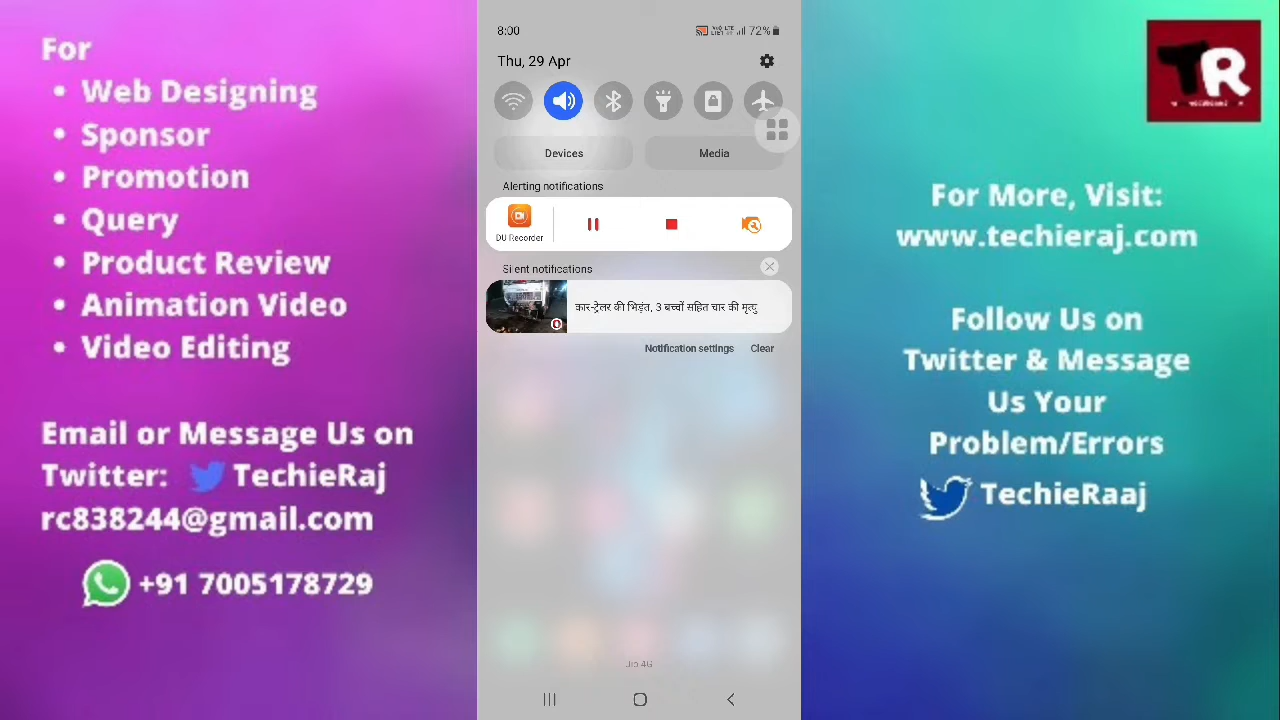 For
• Web Designing
• Sponsor
• Promotion
• Query
• Product Review
• Animation Video
• Video Editing
Email or Message Us on
Twitter: TechieRaj
rc838244@gmail.com
+91 7005178729
8:00
72%
Thu, 29 Apr
Devices
Media
Alerting notifications
DU Recorder
Silent notifications
कार-ट्रेलर की भिड़ंत, 3 बच्चों सहित चार की मृत्यु
Notification settings Clear
Jio 4G
TR
For More, Visit:
www.techieraj.com
Follow Us on
Twitter & Message
Us Your
Problem/Errors
TechieRaaj